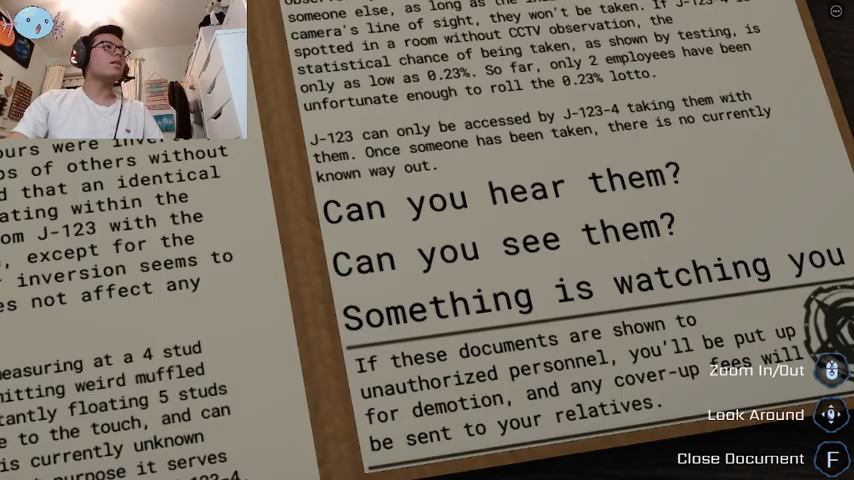 ours were inver
ps of others without
d that an identical
ating within the
om J-123 with the
, except for the
r inversion seems to
es not affect any
measuring at a 4 stud
mitting weird muffled
tantly floating 5 studs
e to the touch, and can
is currently unknown
purpose it serves
someone else, as long as the
camera's line of sight, they won't be taken. If J-123-4 is
spotted in a room without CCTV observation, the
statistical chance of being taken, as shown by testing, is
only as low as 0.23%. So far, only 2 employees have been
unfortunate enough to roll the 0.23% lotto.
J-123 can only be accessed by J-123-4 taking them with
them. Once someone has been taken, there is no currently
known way out.
Can you hear them?
Can you see them?
Something is watching you
If these documents are shown to
unauthorized personnel, you'll be put up
for demotion, and any cover-up fees will
be sent to your relatives.
Zoom In/Out
Look Around
Close Document F